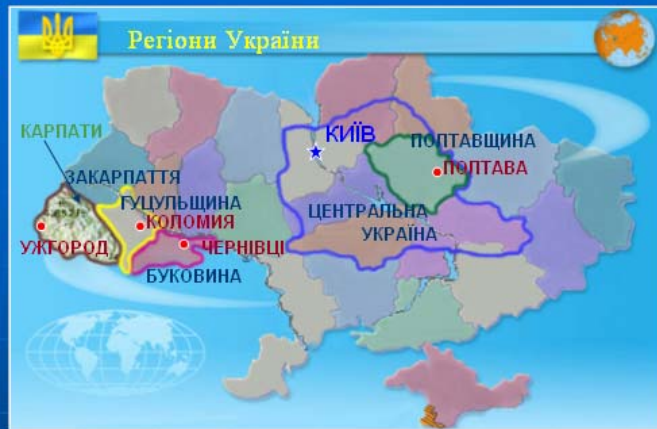 Регіони України
КИЇВ
КАРПАТИ
ПОЛТАВЩИНА
ПОЛТАВА
ЗАКАРПАТТЯ
ГУЦУЛЬЩИНА
КОЛОМИЯ
ЦЕНТРАЛЬНА
УКРАЇНА
УЖГОРОД
ЧЕРНІВЦІ
БУКОВИНА